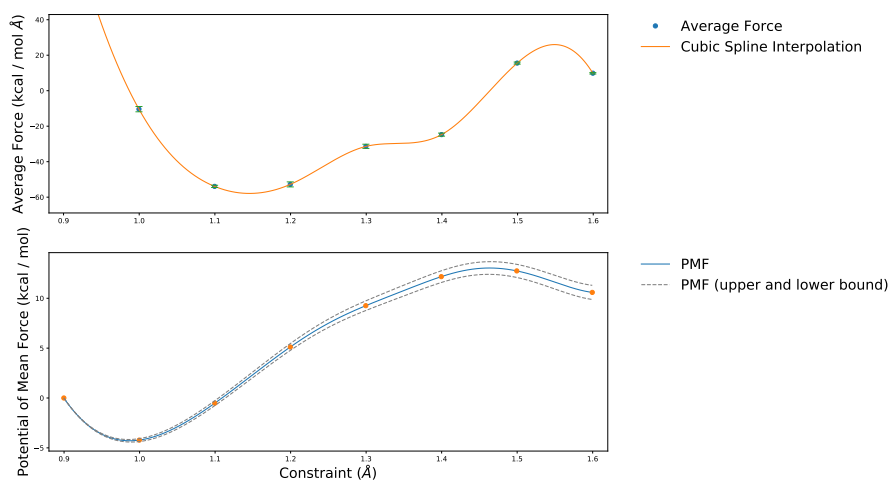 Average Force (kcal / mol Å)
40
20
0
−20
−40
−60
0.9 1.0 1.1 1.2 1.3 1.4 1.5 1.6
Average Force
Cubic Spline Interpolation
Potential of Mean Force (kcal / mol)
10
5
0
−5
0.9 1.0 1.1 1.2 1.3 1.4 1.5 1.6
Constraint (Å)
PMF
PMF (upper and lower bound)